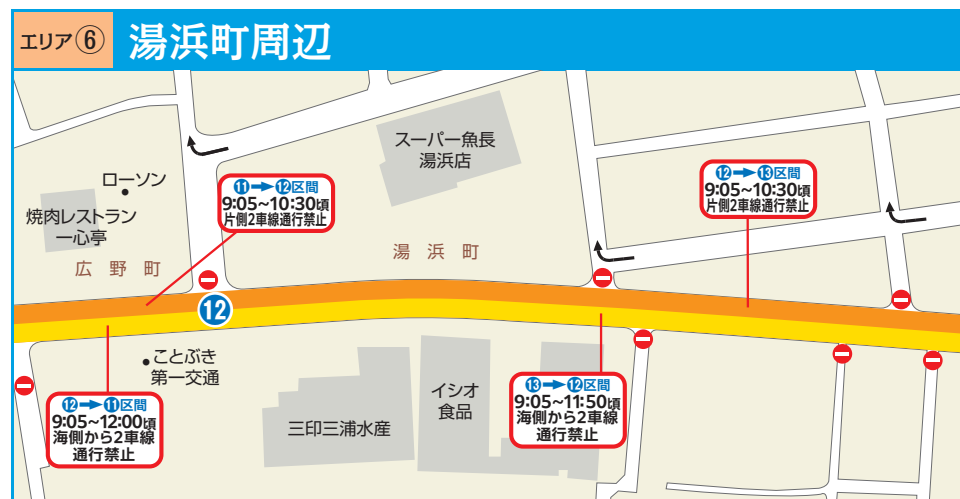 エリア⑥ 湯浜町周辺
スーパー魚長
湯浜店
ローソン
焼肉レストラン
一心亭
広野町
湯浜町
⑪➡⑫区間
9:05~10:30頃
片側2車線通行禁止
⑫➡⑬区間
9:05~10:30頃
片側2車線通行禁止
⑫
ことぶき
第一交通
⑫➡⑪区間
9:05~12:00頃
海側から2車線
通行禁止
三印三浦水産
イシオ
食品
⑬➡⑫区間
9:05~11:50頃
海側から2車線
通行禁止